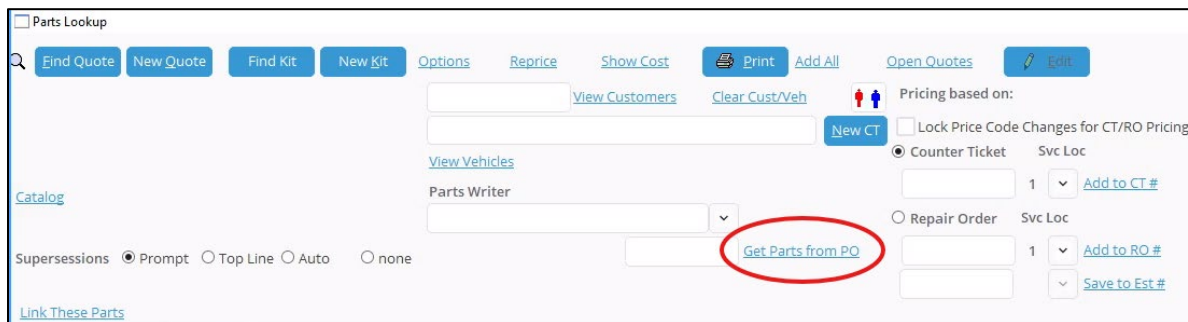 Parts Lookup
Find Quote New Quote Find Kit New Kit Options Reprice Show Cost Print Add All Open Quotes Edit
View Customers Clear Cust/Veh Pricing based on:
New CT Lock Price Code Changes for CT/RO Pricing
View Vehicles Counter Ticket Svc Loc
Catalog Parts Writer 1 Add to CT #
Repair Order Svc Loc
Supersessions Prompt Top Line Auto none Get Parts from PO 1 Add to RO #
Save to Est #
Link These Parts